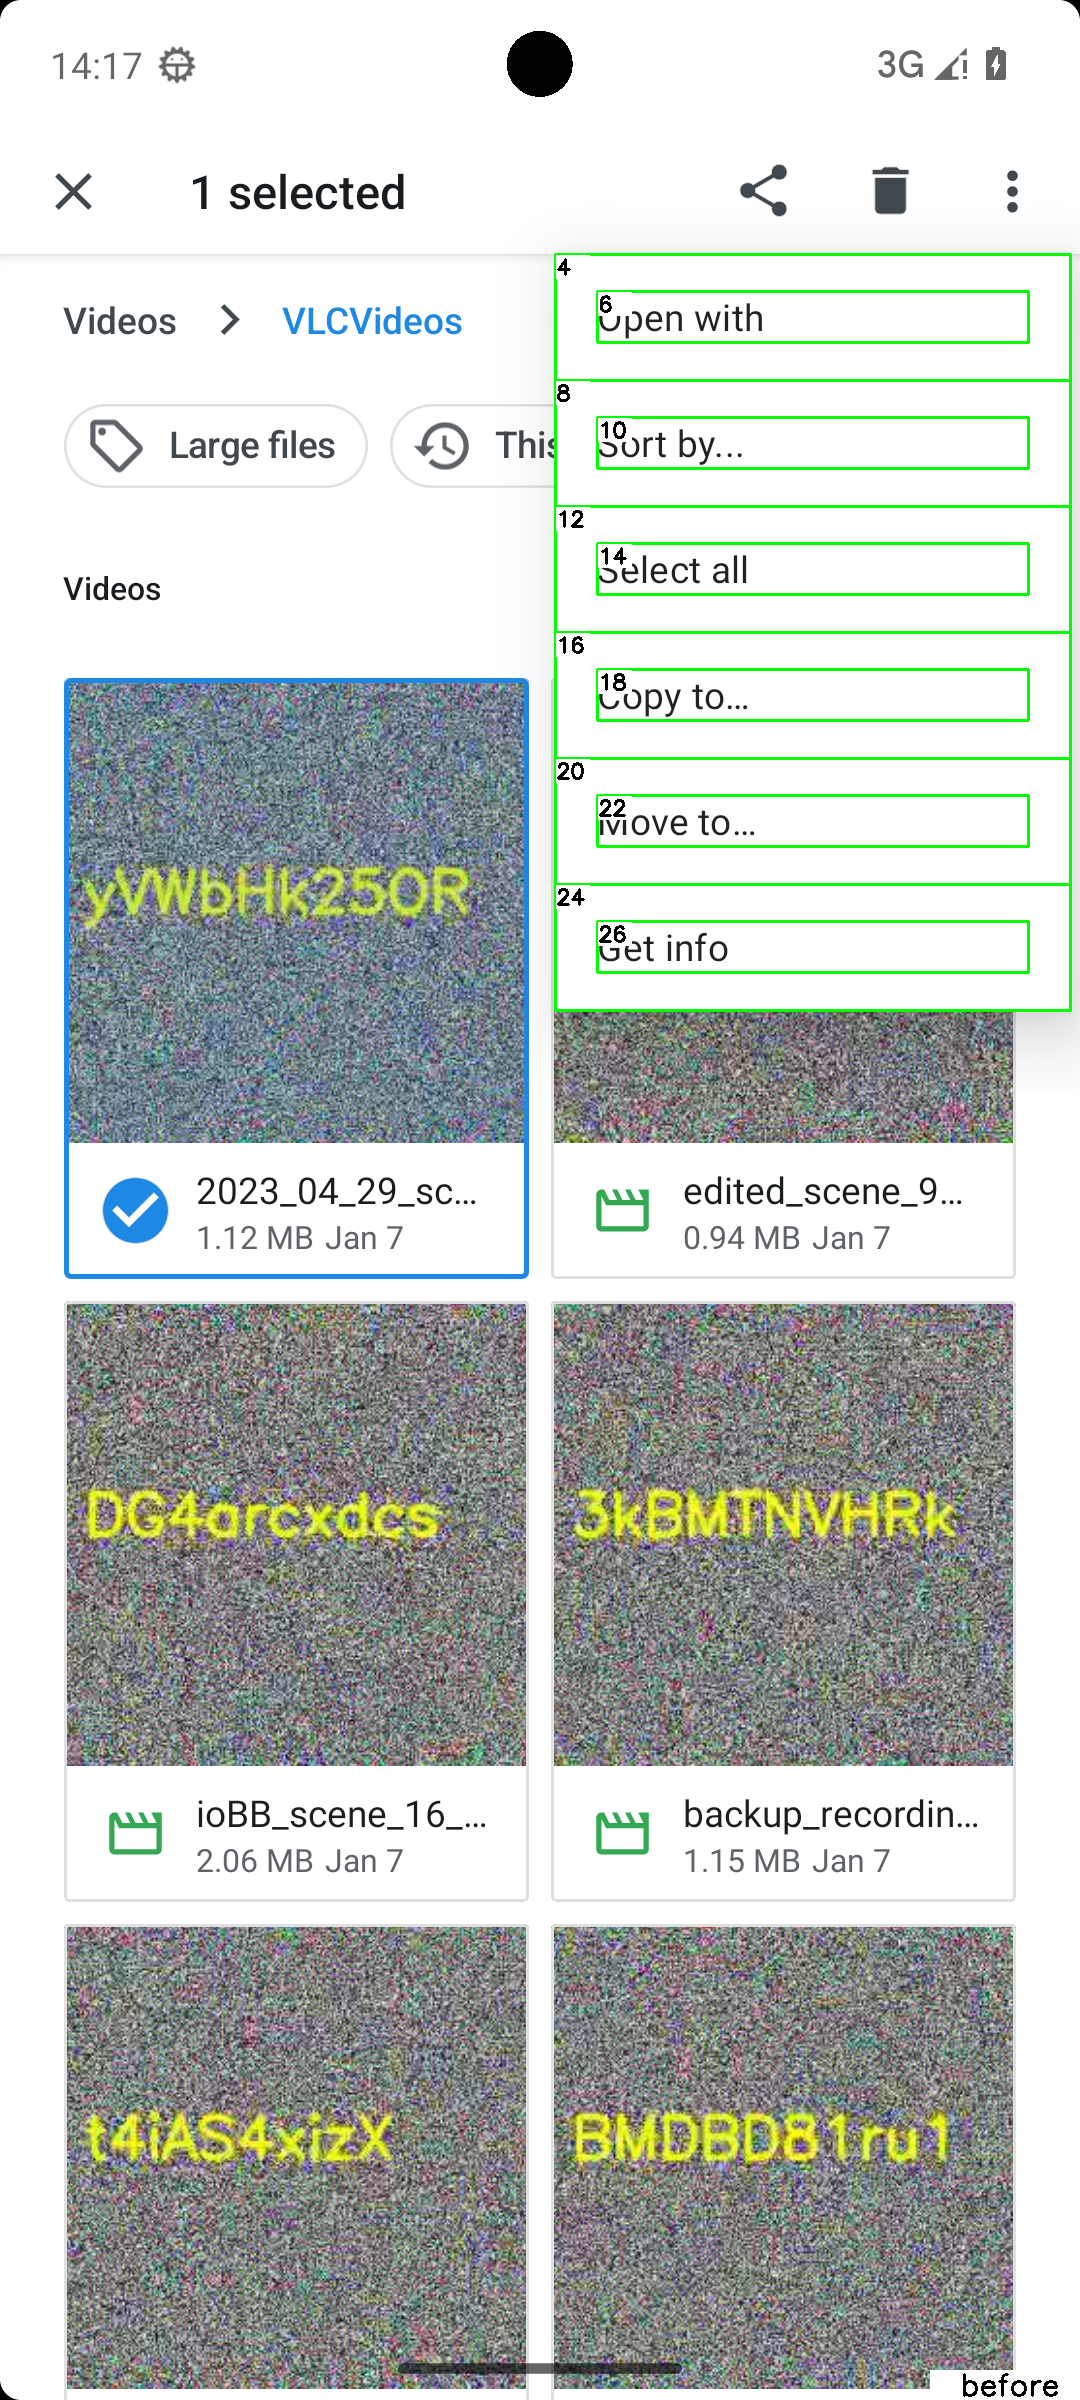 14:17
3G
1 selected
Videos
VLCVideos
4
6
Open with
Large files
This
8
10
Sort by...
12
14
Select all
Videos
16
18
Copy to...
20
22
Move to...
24
26
Get info
yVWbHk250R
2023_04_29_sc...
1.12 MB Jan 7
edited_scene_9...
0.94 MB Jan 7
DG4arcxdcs
3kBMTNVHRk
ioBB_scene_16_...
2.06 MB Jan 7
backup_recordin...
1.15 MB Jan 7
t4iAS4xizX
BMDBD81ru1
before